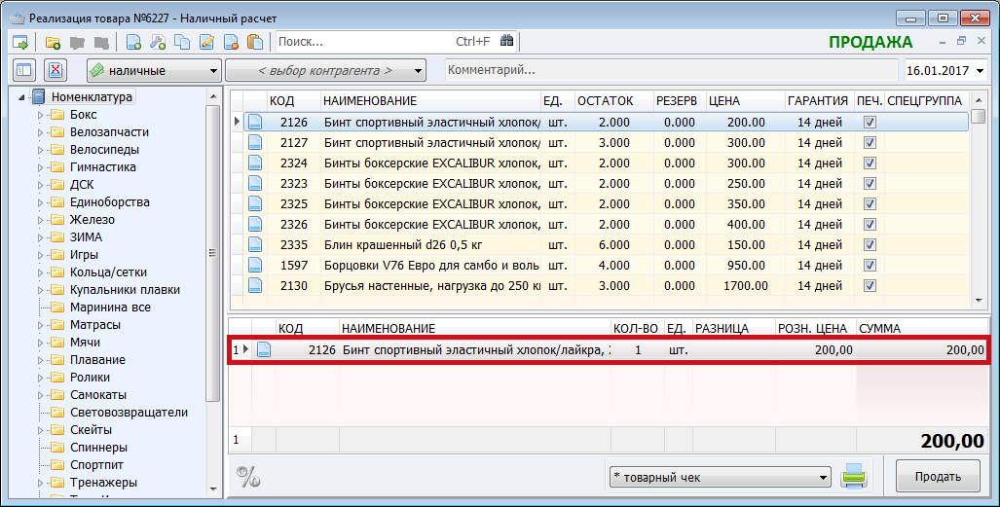 Реализация товара №6227 - Наличный расчет
Поиск... Ctrl+F ПРОДАЖА
наличные < выбор контрагента > Комментарий... 16.01.2017
Номенклатура
Бокс
Велозапчасти
Велосипеды
Гимнастика
ДСК
Единоборства
Железо
ЗИМА
Игры
Кольца/сетки
Купальники плавки
Маринина все
Матрасы
Мячи
Плавание
Ролики
Самокаты
Световозвращатели
Скейты
Спиннеры
Спортпит
Тренажеры
КОД НАИМЕНОВАНИЕ ЕД. ОСТАТОК РЕЗЕРВ ЦЕНА ГАРАНТИЯ ПЕЧ. СПЕЦГРУППА
2126 Бинт спортивный эластичный хлопок/ шт. 2.000 0.000 200.00 14 дней
2127 Бинт спортивный эластичный хлопок/ шт. 3.000 0.000 300.00 14 дней
2324 Бинты боксерские EXCALIBUR хлопок, шт. 2.000 0.000 300.00 14 дней
2323 Бинты боксерские EXCALIBUR хлопок, шт. 2.000 0.000 250.00 14 дней
2325 Бинты боксерские EXCALIBUR хлопок, шт. 2.000 0.000 350.00 14 дней
2326 Бинты боксерские EXCALIBUR хлопок, шт. 2.000 0.000 400.00 14 дней
2335 Блин крашенный d26 0,5 кг шт. 6.000 0.000 150.00 14 дней
1597 Борцовки V76 Евро для самбо и воль шт. 4.000 0.000 950.00 14 дней
2130 Брусья настенные, нагрузка до 250 кг шт. 3.000 0.000 1700.00 14 дней
КОД НАИМЕНОВАНИЕ КОЛ-ВО ЕД. РАЗНИЦА РОЗН. ЦЕНА СУММА
1 2126 Бинт спортивный эластичный хлопок/лайкра, 1 шт. 200,00 200,00
1 200,00
% * товарный чек Продать